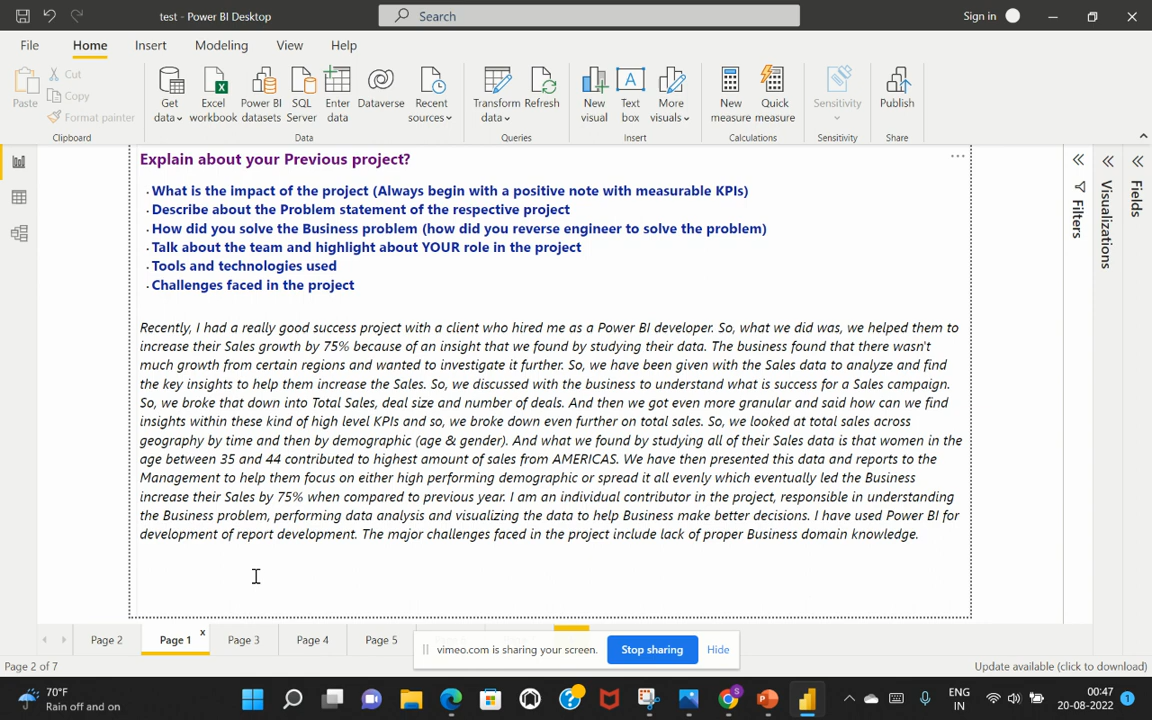 test - Power BI Desktop
Search
Sign in
File
Home
Insert
Modeling
View
Help
Paste
Cut
Copy
Format painter
Clipboard
Get data
Excel workbook
Power BI datasets
SQL Server
Enter data
Dataverse
Recent sources
Data
Transform data
Refresh
Queries
New visual
Text box
More visuals
Insert
New measure
Quick measure
Calculations
Sensitivity
Sensitivity
Publish
Share
Explain about your Previous project?
· What is the impact of the project (Always begin with a positive note with measurable KPIs)
· Describe about the Problem statement of the respective project
· How did you solve the Business problem (how did you reverse engineer to solve the problem)
· Talk about the team and highlight about YOUR role in the project
· Tools and technologies used
· Challenges faced in the project
Recently, I had a really good success project with a client who hired me as a Power BI developer. So, what we did was, we helped them to
increase their Sales growth by 75% because of an insight that we found by studying their data. The business found that there wasn't
much growth from certain regions and wanted to investigate it further. So, we have been given with the Sales data to analyze and find
the key insights to help them increase the Sales. So, we discussed with the business to understand what is success for a Sales campaign.
So, we broke that down into Total Sales, deal size and number of deals. And then we got even more granular and said how can we find
insights within these kind of high level KPIs and so, we broke down even further on total sales. So, we looked at total sales across
geography by time and then by demographic (age & gender). And what we found by studying all of their Sales data is that women in the
age between 35 and 44 contributed to highest amount of sales from AMERICAS. We have then presented this data and reports to the
Management to help them focus on either high performing demographic or spread it all evenly which eventually led the Business
increase their Sales by 75% when compared to previous year. I am an individual contributor in the project, responsible in understanding
the Business problem, performing data analysis and visualizing the data to help Business make better decisions. I have used Power BI for
development of report development. The major challenges faced in the project include lack of proper Business domain knowledge.
Filters
Visualizations
Fields
Page 2
Page 1
x
Page 3
Page 4
Page 5
vimeo.com is sharing your screen.
Stop sharing
Hide
Page 2 of 7
Update available (click to download)
70°F
Rain off and on
ENG
IN
00:47
20-08-2022
1